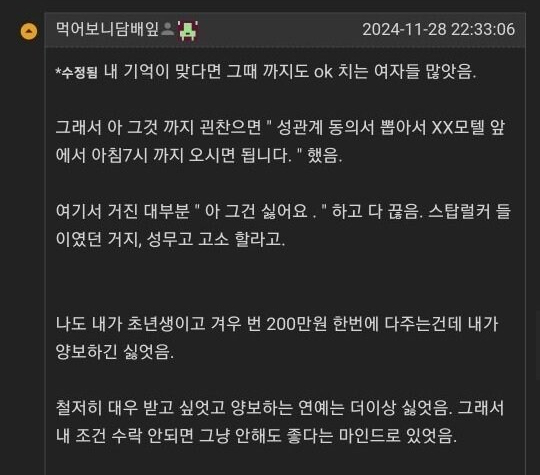 먹어보니담배잎 2024-11-28 22:33:06
*수정됨 내 기억이 맞다면 그때 까지도 ok 치는 여자들 많앗음.
그래서 아 그것 까지 괸찬으면 " 성관계 동의서 뽑아서 XX모텔 앞
에서 아침7시 까지 오시면 됩니다. " 했음.
여기서 거진 대부분 " 아 그건 싫어요 . " 하고 다 끊음. 스탑럴커 들
이였던 거지, 성무고 고소 할라고.
나도 내가 초년생이고 겨우 번 200만원 한번에 다주는건데 내가
양보하긴 싫엇음.
철저히 대우 받고 싶엇고 양보하는 연예는 더이상 싫엇음. 그래서
내 조건 수락 안되면 그냥 안해도 좋다는 마인드로 있엇음.